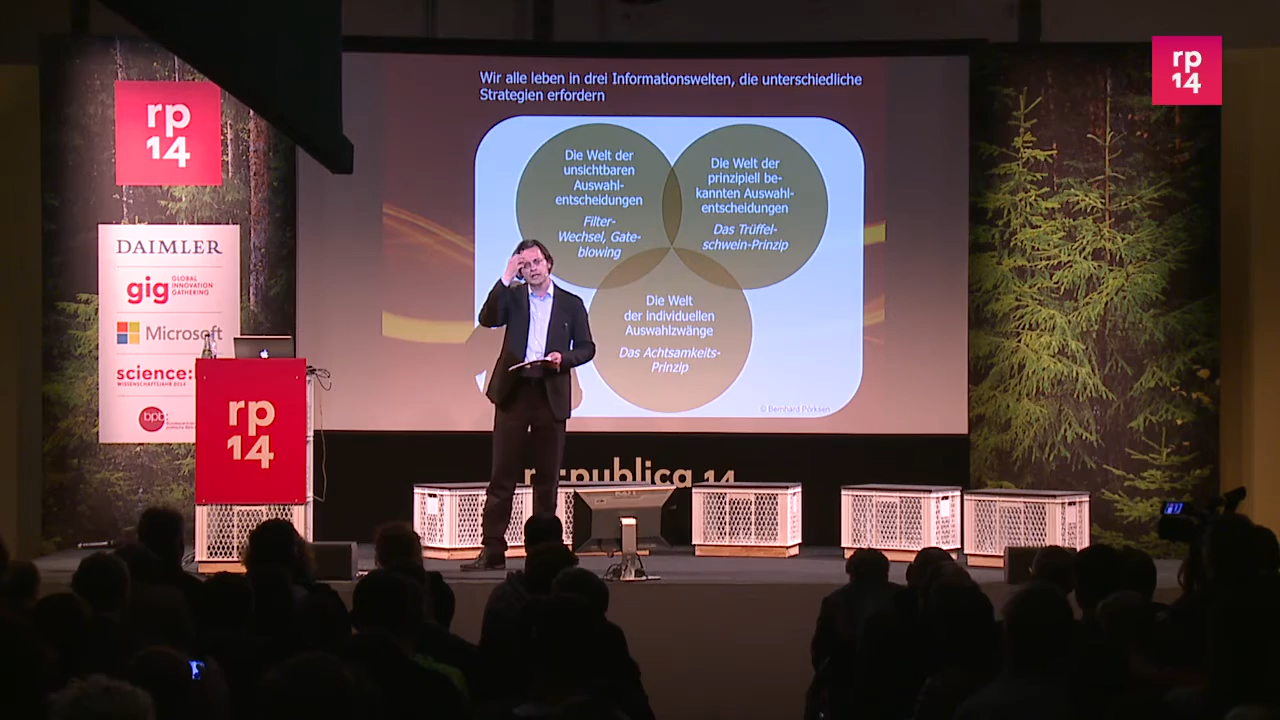 rp
14
Wir alle leben in drei Informationswelten, die unterschiedliche
Strategien erfordern
rp
14
Die Welt der
unsichtbaren
Auswahl-
entscheidungen
Filter-
Wechsel, Gate-
blowing
Die Welt der
prinzipiell be-
kannten Auswahl-
entscheidungen
Das Trüffel-
schwein-Prinzip
Die Welt
der individuellen
Auswahlzwänge
Das Achtsamkeits-
Prinzip
© Bernhard Pörksen
DAIMLER
gig GLOBAL
INNOVATION
GATHERING
Microsoft
science:
WISSENSCHAFTSJAHR 2014
bpb:
rp
14
re:publica 14